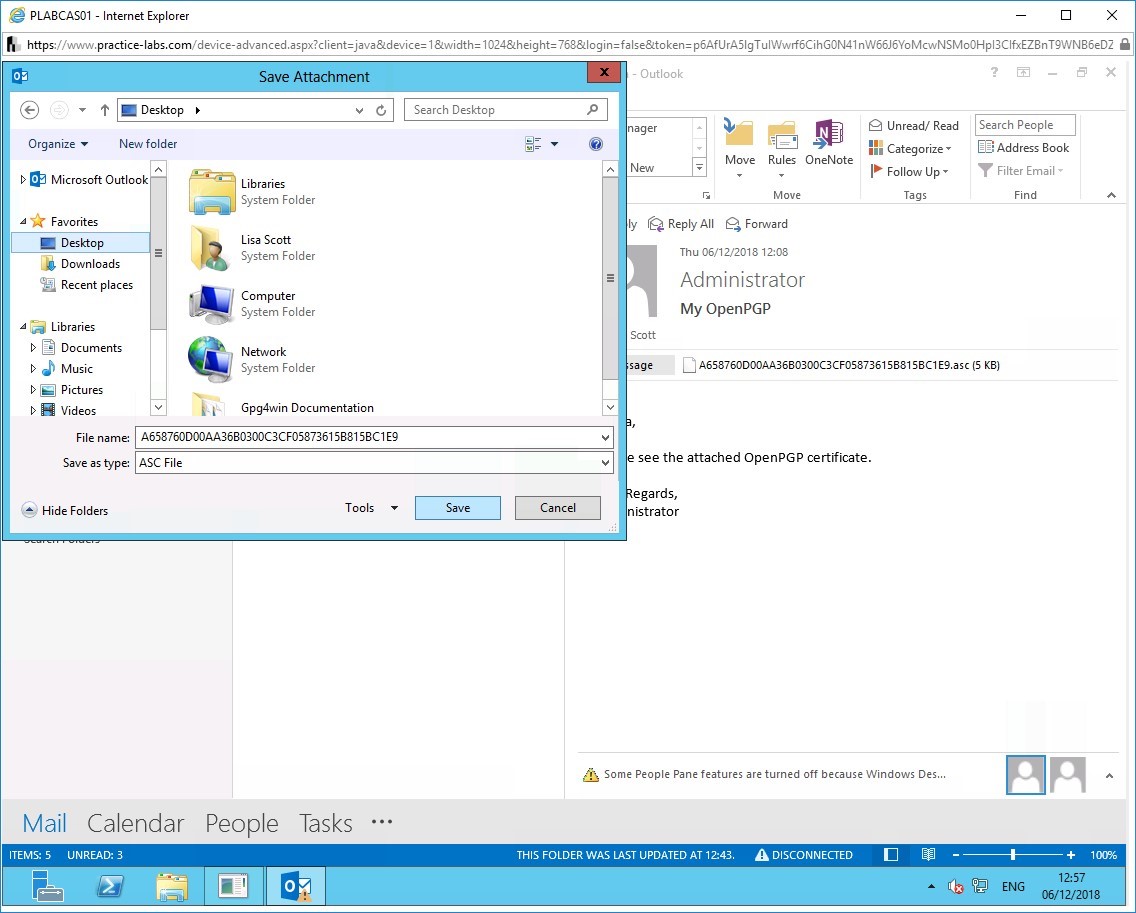 PLABCAS01 - Internet Explorer
https://www.practice-labs.com/device-advanced.aspx?client=java&device=1&width=1024&height=768&login=false&token=p6AfUrA5IgTulWwrf6CihG0N41nW66J6YoMcwNSMo0HpI3ClfxEZBnT9WNB6eDZ
Save Attachment
- Outlook
Desktop
Search Desktop
Organize
New folder
Microsoft Outlook
Favorites
Desktop
Downloads
Recent places
Libraries
Documents
Music
Pictures
Videos
Libraries
System Folder
Lisa Scott
System Folder
Computer
System Folder
Network
System Folder
Gpg4win Documentation
File name: A658760D00AA36B0300C3CF05873615B815BC1E9
Save as type: ASC File
Hide Folders
Tools
Save
Cancel
nager
New
Move
Rules
OneNote
Move
Unread/ Read
Categorize
Follow Up
Tags
Search People
Address Book
Filter Email
Find
ly
Reply All
Forward
Thu 06/12/2018 12:08
Administrator
My OpenPGP
Scott
ssage
A658760D00AA36B0300C3CF05873615B815BC1E9.asc (5 KB)
a,
e see the attached OpenPGP certificate.
Regards,
nistrator
Search Folders
Some People Pane features are turned off because Windows Des...
Mail Calendar People Tasks ···
ITEMS: 5 UNREAD: 3
THIS FOLDER WAS LAST UPDATED AT 12:43.
DISCONNECTED
100%
ENG
12:57
06/12/2018